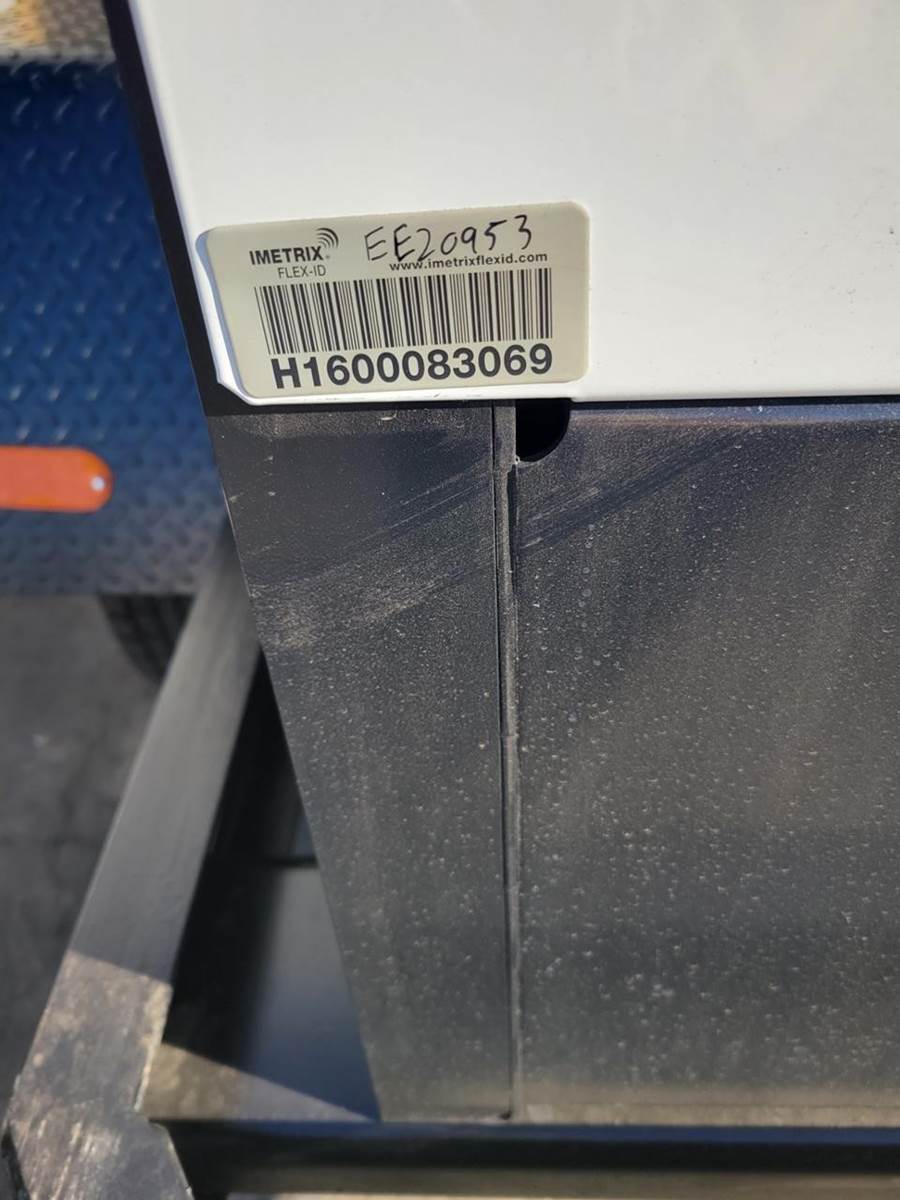 IMETRIX®
EE20953
FLEX-ID
www.imetrixflexid.com
H1600083069